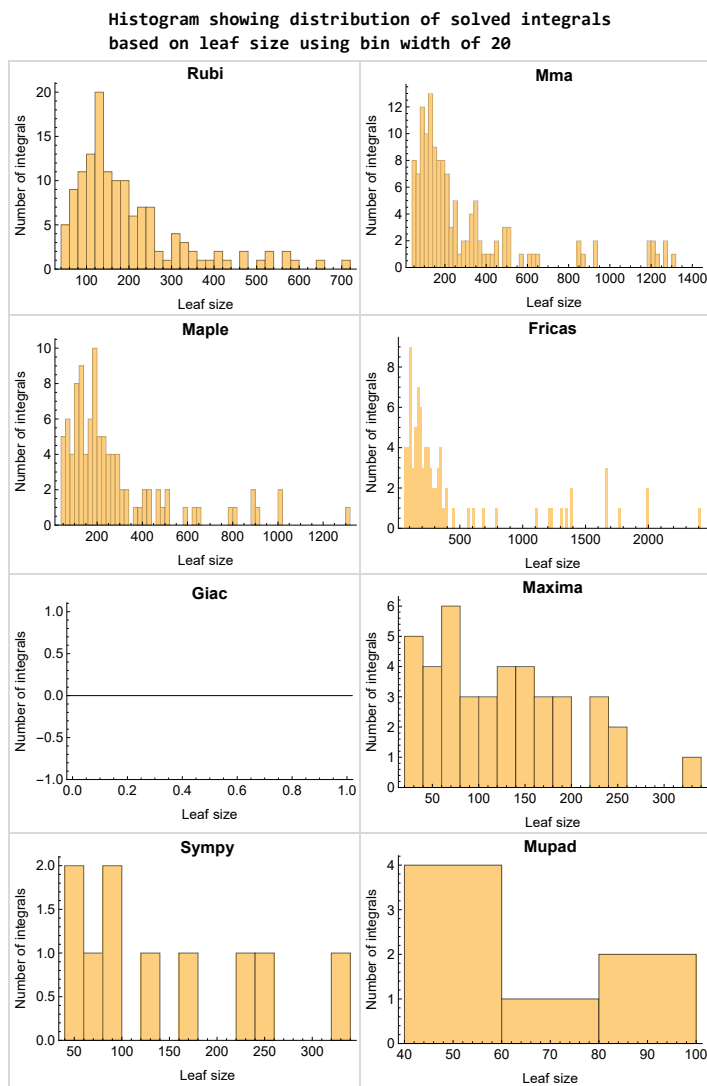 Histogram showing distribution of solved integrals
based on leaf size using bin width of 20
Rubi
Number of integrals
20
15
10
5
0
100 200 300 400 500 600 700
Leaf size
Mma
Number of integrals
12
10
8
6
4
2
0
200 400 600 800 1000 1200 1400
Leaf size
Maple
Number of integrals
10
8
6
4
2
0
200 400 600 800 1000 1200
Leaf size
Fricas
Number of integrals
8
6
4
2
0
500 1000 1500 2000
Leaf size
Giac
Number of integrals
1.0
0.5
0.0
−0.5
−1.0
0.0 0.2 0.4 0.6 0.8 1.0
Leaf size
Maxima
Number of integrals
6
5
4
3
2
1
0
50 100 150 200 250 300
Leaf size
Sympy
Number of integrals
2.0
1.5
1.0
0.5
0.0
50 100 150 200 250 300
Leaf size
Mupad
Number of integrals
4
3
2
1
0
40 50 60 70 80 90 100
Leaf size